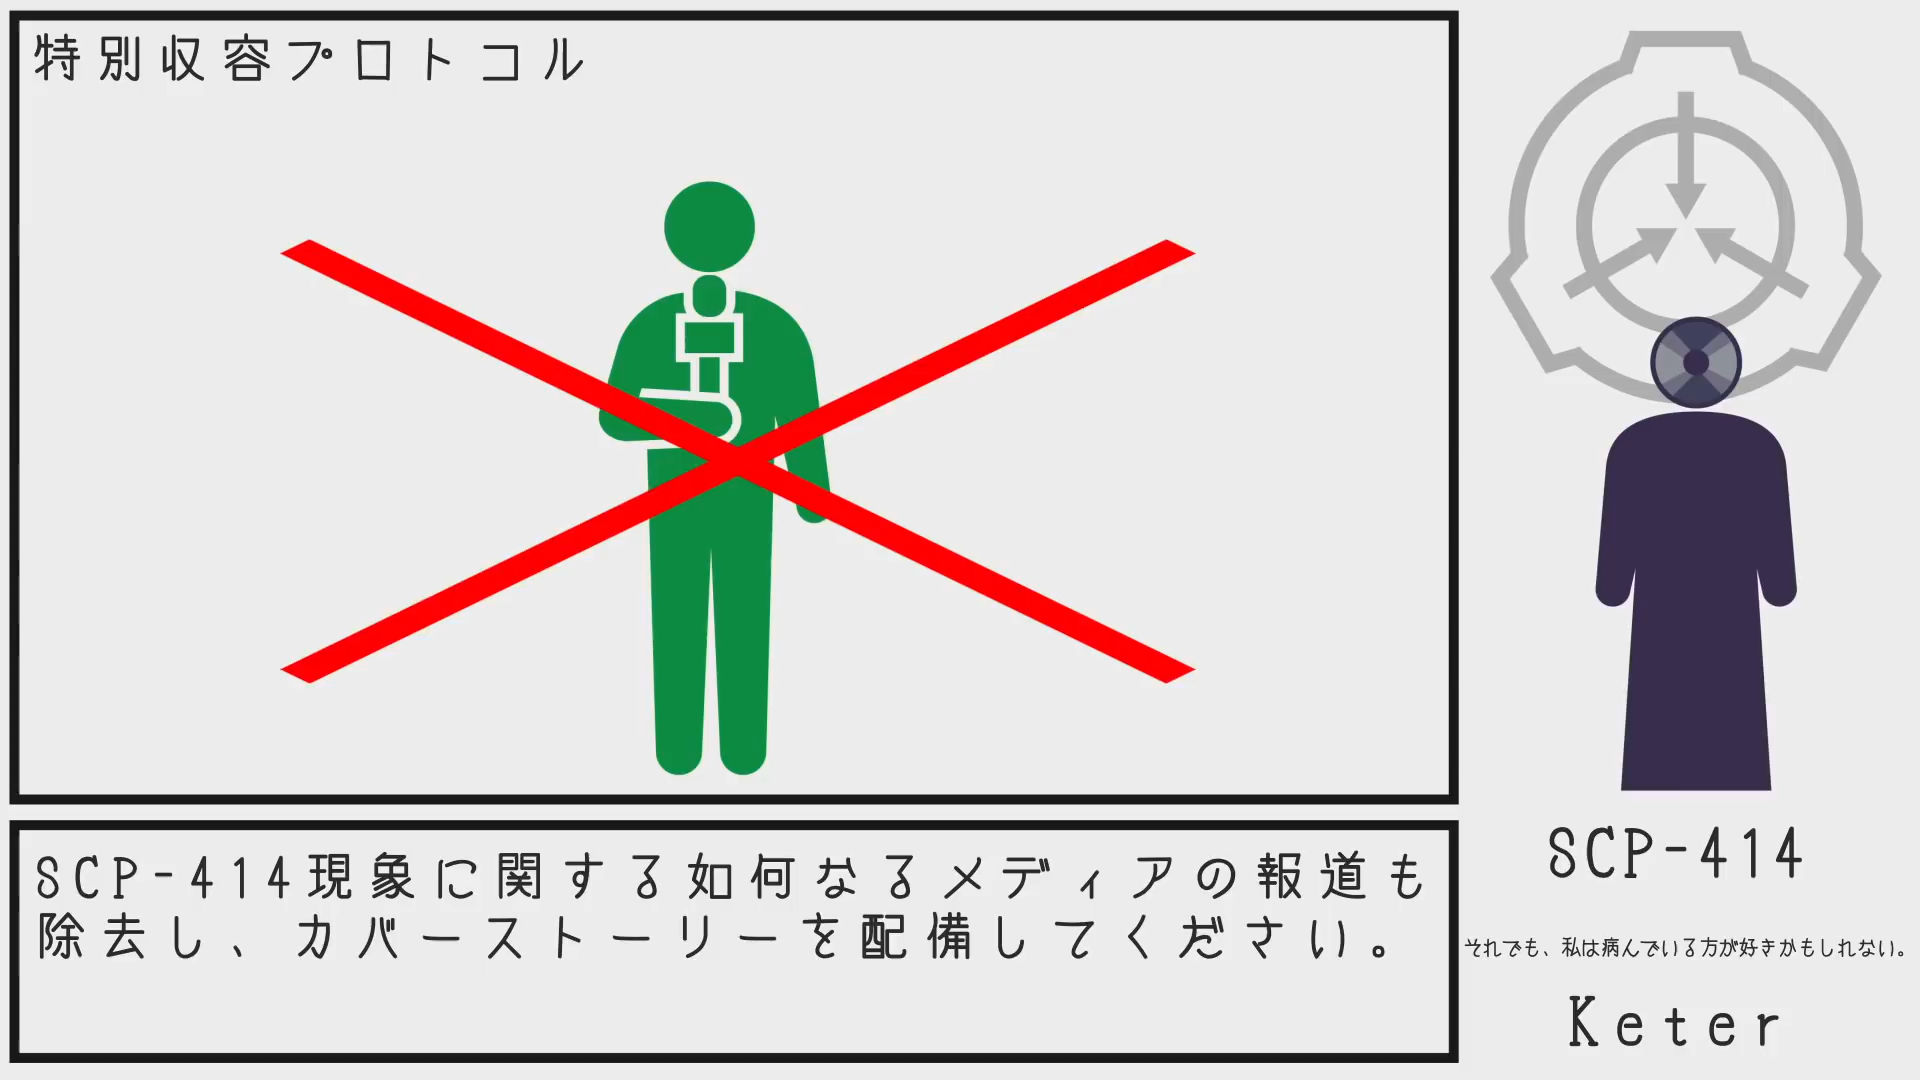 特別収容プロトコル
SCP-414現象に関する如何なるメディアの報道も
除去し、カバーストーリーを配備してください。
SCP-414
それでも、私は病んでいる方が好きかもしれない。
Keter